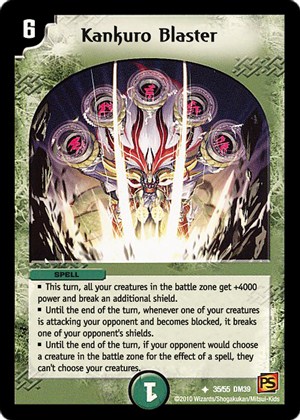 6
Kankuro Blaster
SPELL
■ This turn, all your creatures in the battle zone get +4000
power and break an additional shield.
■ Until the end of the turn, whenever one of your creatures
is attacking your opponent and becomes blocked, it breaks
one of your opponent's shields.
■ Until the end of the turn, if your opponent would choose
a creature in the battle zone for the effect of a spell, they
can't choose your creatures.
1
35/55 DM39
©2010 Wizards/Shogakukan/Mitsui-Kids
PS